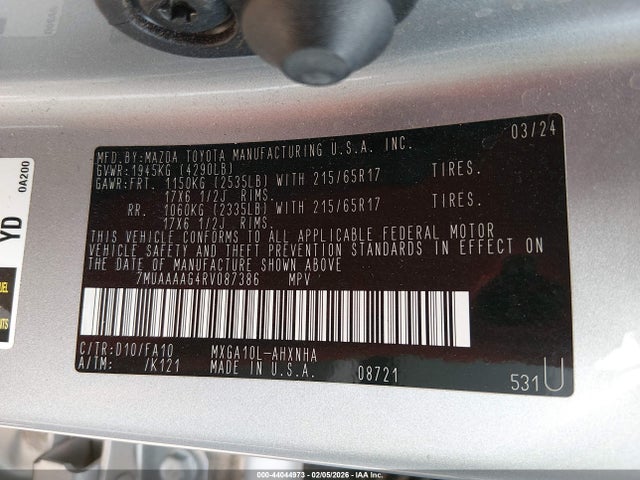 MFD.BY:MAZDA TOYOTA MANUFACTURING U.S.A. INC. 03/24
GVWR:1945KG (4290LB)
GAWR:FRT. 1150KG (2535LB) WITH 215/65R17 TIRES.
17X6 1/2J RIMS.
RR. 1060KG (2335LB) WITH 215/65R17 TIRES.
17X6 1/2J RIMS.
THIS VEHICLE CONFORMS TO ALL APPLICABLE FEDERAL MOTOR
VEHICLE SAFETY AND THEFT PREVENTION STANDARDS IN EFFECT ON
THE DATE OF MANUFACTURE SHOWN ABOVE
7MUAAAAG4RV087386 MPV
C/TR:D10/FA10 MXGA10L-AHXNHA
A/TM: /K121 MADE IN U.S.A. 08721
531U
0A200
YD
000-44044973 - 02/05/2026 - IAA Inc.